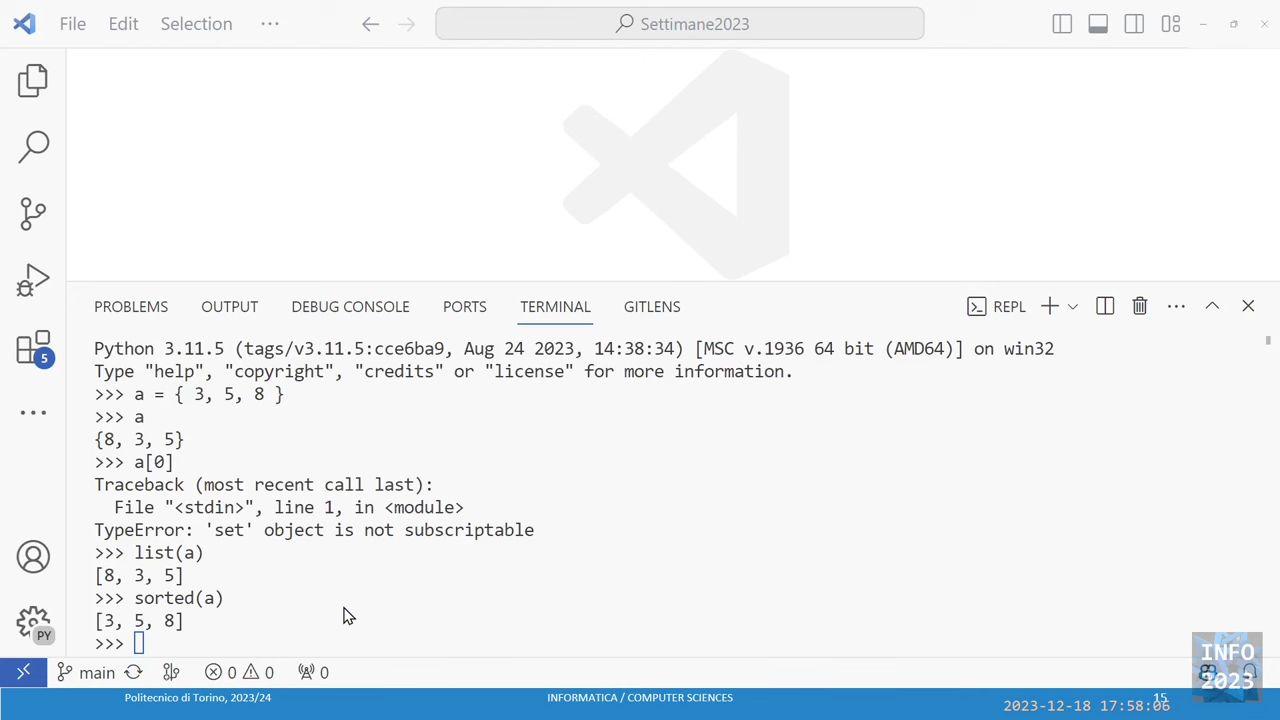 File Edit Selection ··· Settimane2023
PROBLEMS OUTPUT DEBUG CONSOLE PORTS TERMINAL GITLENS REPL
Python 3.11.5 (tags/v3.11.5:cce6ba9, Aug 24 2023, 14:38:34) [MSC v.1936 64 bit (AMD64)] on win32
Type "help", "copyright", "credits" or "license" for more information.
>>> a = { 3, 5, 8 }
>>> a
{8, 3, 5}
>>> a[0]
Traceback (most recent call last):
  File "<stdin>", line 1, in <module>
TypeError: 'set' object is not subscriptable
>>> list(a)
[8, 3, 5]
>>> sorted(a)
[3, 5, 8]
>>>
5
PY
main 0 0 0
INFO
2023
Politecnico di Torino, 2023/24 INFORMATICA / COMPUTER SCIENCES 15
2023-12-18 17:58:06